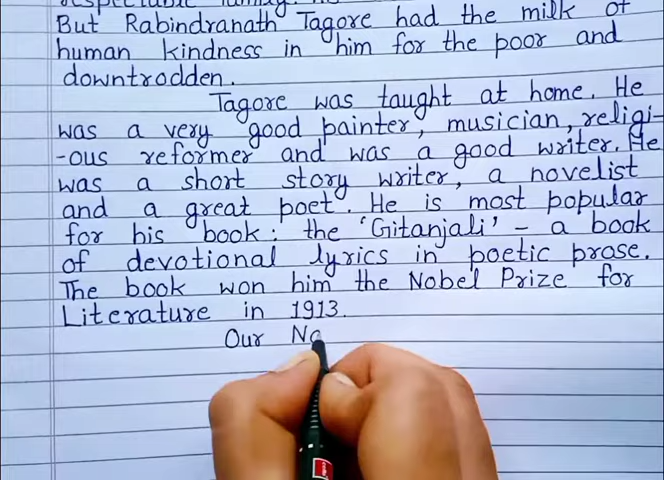 But Rabindranath Tagore had the milk of
human kindness in him for the poor and
downtrodden.
Tagore was taught at home. He
was a very good painter, musician, religi-
-ous reformer and was a good writer. He
was a short story writer, a novelist
and a great poet. He is most popular
for his book: the 'Gitanjali' - a book
of devotional lyrics in poetic prose.
The book won him the Nobel Prize for
Literature in 1913.
Our